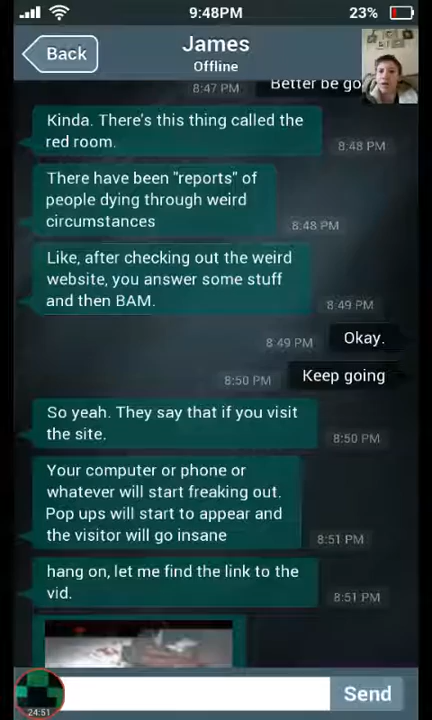 9:48PM
23%
Back
James
Offline
8:47 PM
Better be go
Kinda. There's this thing called the
red room.
8:48 PM
There have been "reports" of
people dying through weird
circumstances
8:48 PM
Like, after checking out the weird
website, you answer some stuff
and then BAM.
8:49 PM
8:49 PM
Okay.
8:50 PM
Keep going
So yeah. They say that if you visit
the site.
8:50 PM
Your computer or phone or
whatever will start freaking out.
Pop ups will start to appear and
the visitor will go insane
8:51 PM
hang on, let me find the link to the
vid.
8:51 PM
24:51
Send